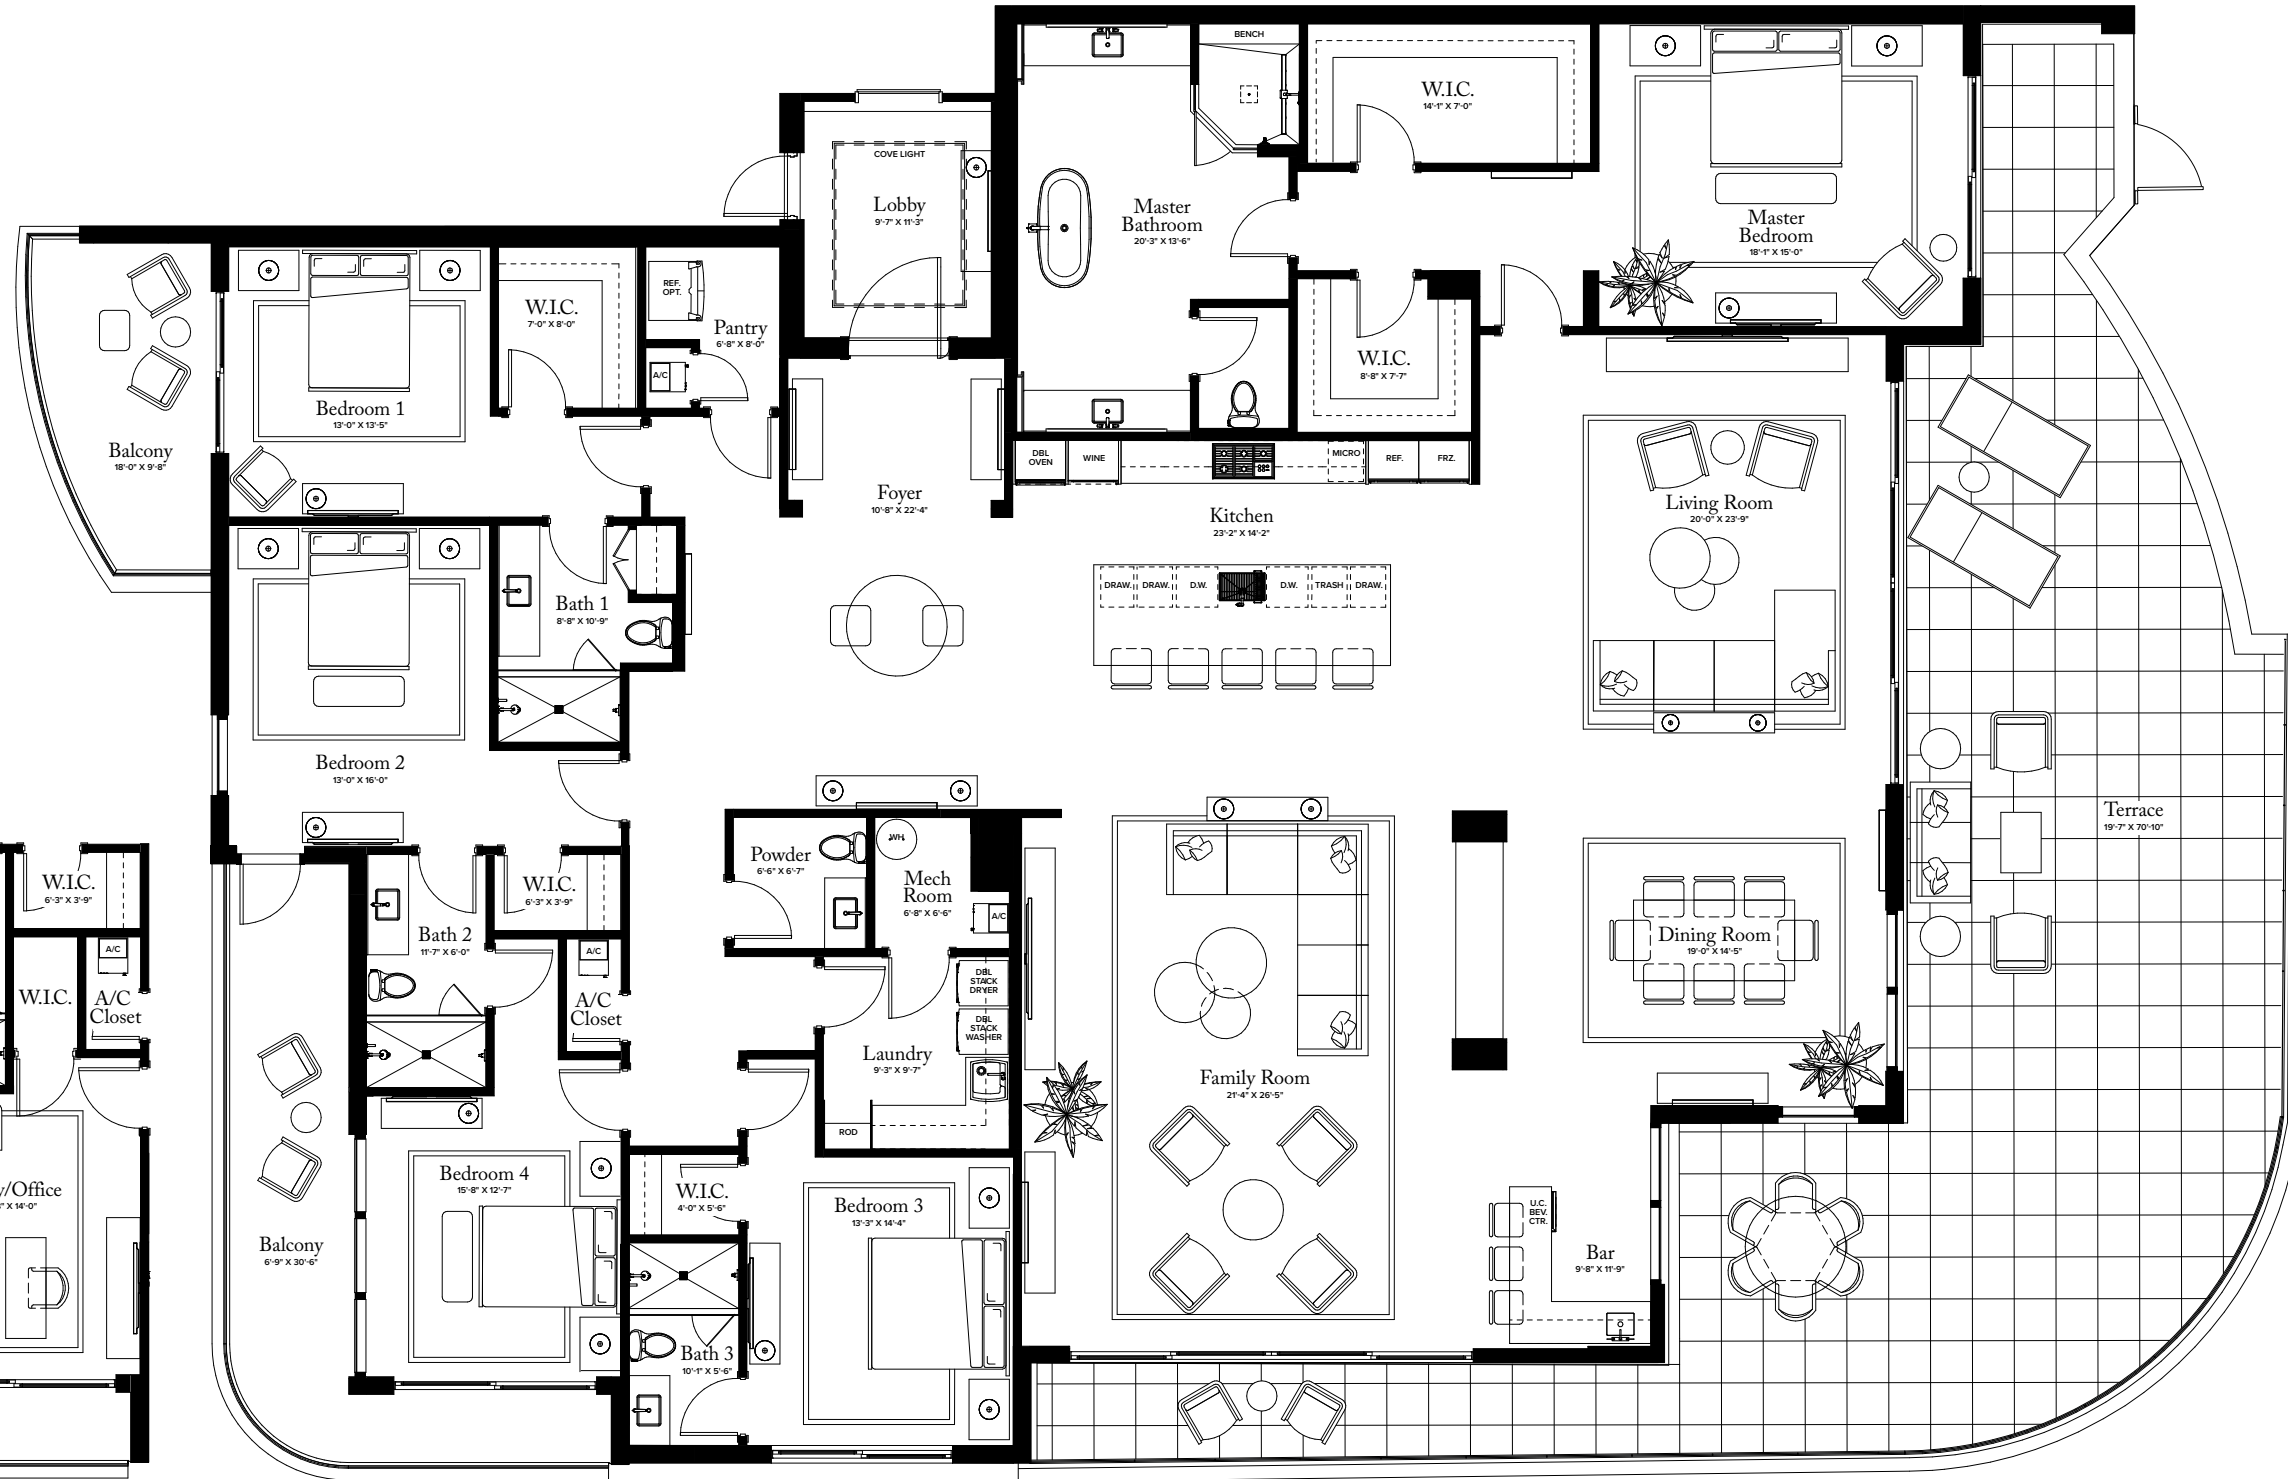 BENCH
W.I.C.
14'-1" X 7'-0"
COVE LIGHT
Lobby
9'-7" X 11'-3"
Master
Bathroom
20'-3" X 13'-6"
Master
Bedroom
18'-1" X 15'-0"
REF.
OPT.
W.I.C.
7'-0" X 8'-0"
Pantry
6'-8" X 8'-0"
A/C
W.I.C.
8'-8" X 7'-7"
Bedroom 1
13'-0" X 13'-5"
Balcony
18'-0" X 9'-8"
DBL
OVEN
WINE
MICRO
REF.
FRZ.
Foyer
10'-8" X 22'-4"
Kitchen
23'-2" X 14'-2"
Living Room
20'-0" X 23'-9"
DRAW.
DRAW.
D.W.
D.W.
TRASH
DRAW.
Bath 1
8'-8" X 10'-9"
Bedroom 2
13'-0" X 16'-0"
Terrace
19'-7" X 70'-10"
WH.
Powder
6'-6" X 6'-7"
Mech
Room
6'-8" X 6'-6"
A/C
W.I.C.
6'-3" X 3'-9"
W.I.C.
6'-3" X 3'-9"
Bath 2
11'-7" X 6'-0"
Dining Room
19'-0" X 14'-5"
A/C
A/C
W.I.C.
A/C
Closet
A/C
Closet
DBL
STACK
DRYER
DBL
STACK
WASHER
Laundry
9'-3" X 9'-7"
Family Room
21'-4" X 26'-5"
ROD
Bedroom 4
15'-8" X 12'-7"
W.I.C.
4'-0" X 5'-6"
Bedroom 3
13'-3" X 14'-4"
U.C.
BEV.
CTR.
y/Office
" X 14'-0"
Balcony
6'-9" X 30'-6"
Bar
9'-8" X 11'-9"
Bath 3
10'-1" X 5'-6"